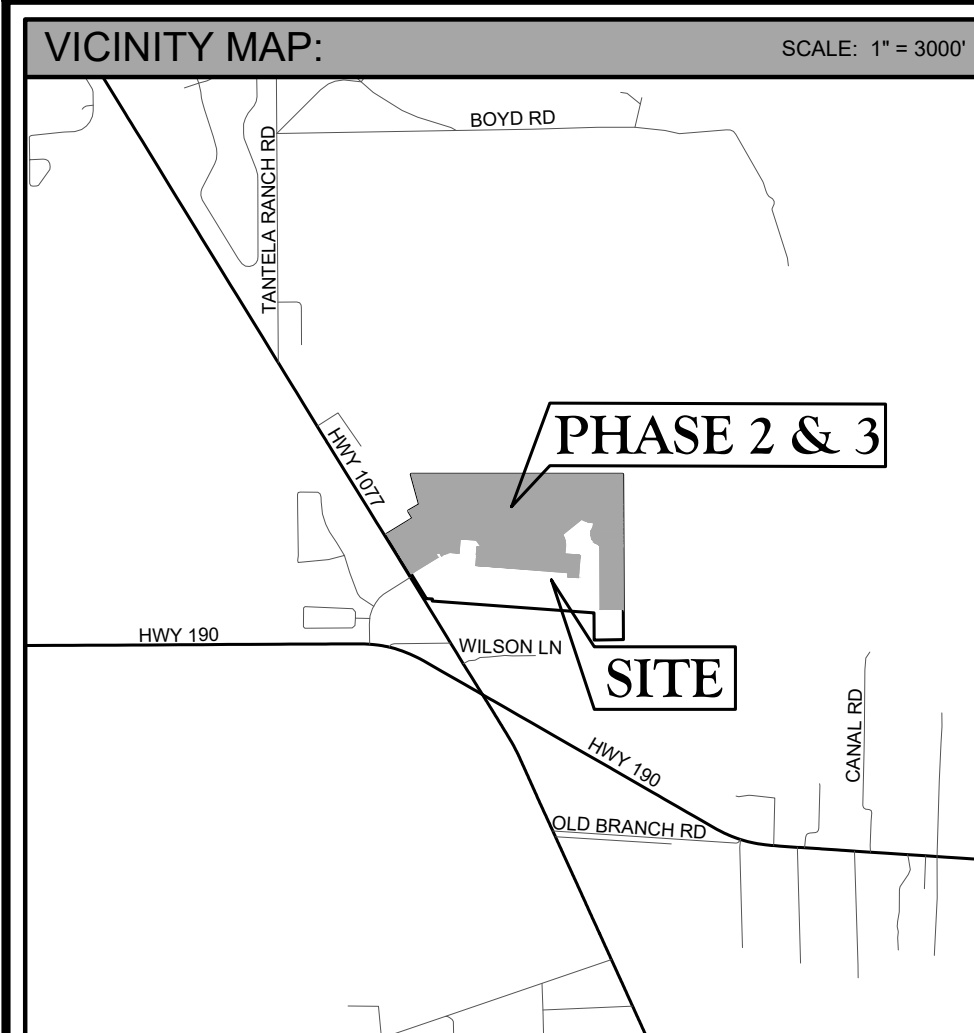 VICINITY MAP:
SCALE: 1" = 3000'
BOYD RD
TANTELA RANCH RD
PHASE 2 & 3
HWY 1077
HWY 190
WILSON LN
SITE
CANAL RD
HWY 190
OLD BRANCH RD